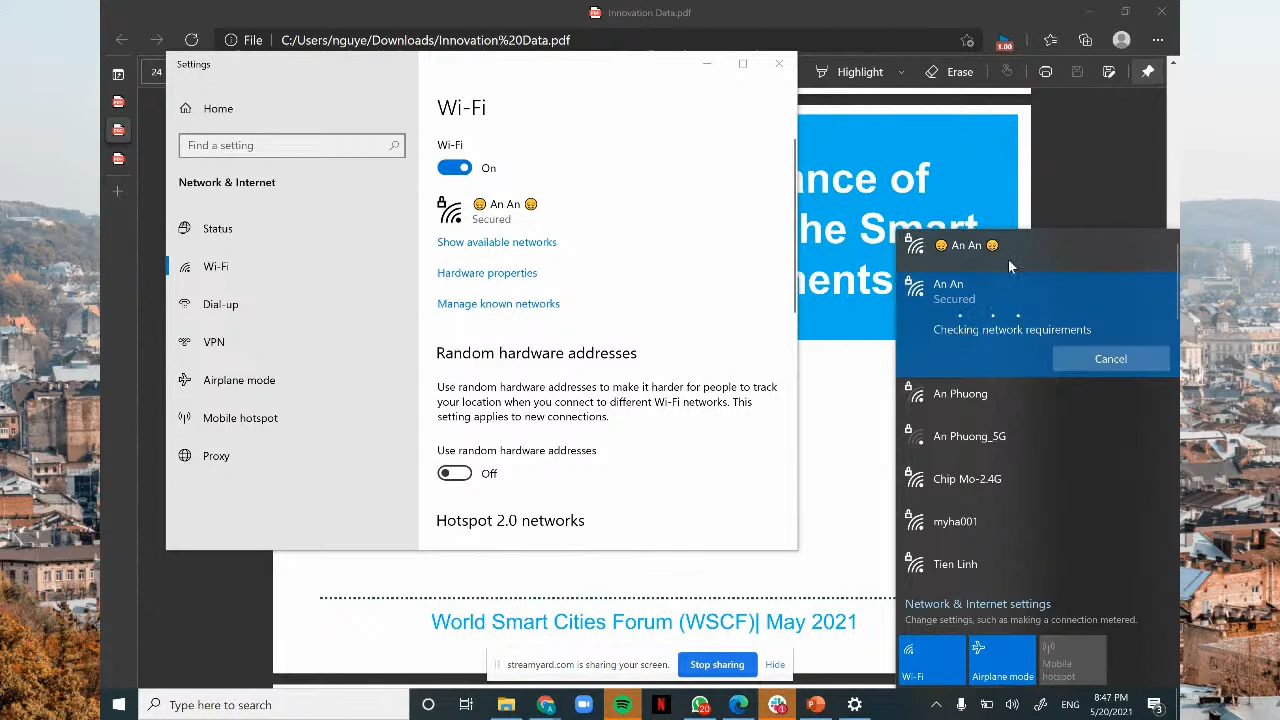 Innovation Data.pdf
File
C:/Users/nguye/Downloads/Innovation%20Data.pdf
1.00
24
Highlight
Erase
Settings
Home
Find a setting
Network & Internet
Status
Wi-Fi
Dial-up
VPN
Airplane mode
Mobile hotspot
Proxy
Wi-Fi
Wi-Fi
On
😄 An An 😄
Secured
Show available networks
Hardware properties
Manage known networks
Random hardware addresses
Use random hardware addresses to make it harder for people to track
your location when you connect to different Wi-Fi networks. This
setting applies to new connections.
Use random hardware addresses
Off
Hotspot 2.0 networks
ance of
he Smart
ments
World Smart Cities Forum (WSCF)| May 2021
😄 An An 😄
An An
Secured
Checking network requirements
Cancel
An Phuong
An Phuong_5G
Chip Mo-2.4G
myha001
Tien Linh
Network & Internet settings
Change settings, such as making a connection metered.
Wi-Fi
Airplane mode
Mobile
hotspot
streamyard.com is sharing your screen.
Stop sharing
Hide
Type here to search
20
ENG
8:47 PM
5/20/2021
3